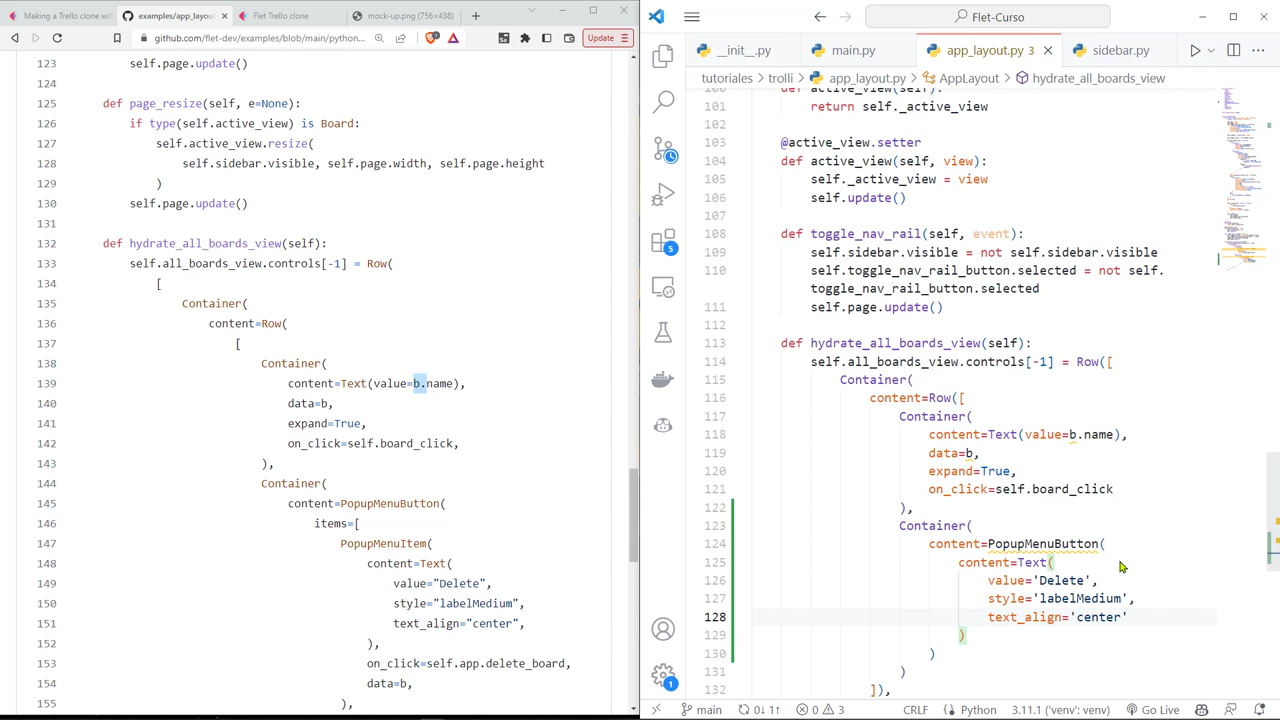 Making a Trello clone w
examples/app_layou
Flet Trello clone
mock-up.png (756×438)
github.com/flet-dev/examples/blob/main/python...
Update
123 self.page.update()
124
125 def page_resize(self, e=None):
126 if type(self.active_view) is Board:
127 self.active_view.resize(
128 self.sidebar.visible, self.page.width, self.page.height
129 )
130 self.page.update()
131
132 def hydrate_all_boards_view(self):
133 self.all_boards_view.controls[-1] = Row(
134 [
135 Container(
136 content=Row(
137 [
138 Container(
139 content=Text(value=b.name),
140 data=b,
141 expand=True,
142 on_click=self.board_click,
143 ),
144 Container(
145 content=PopupMenuButton(
146 items=[
147 PopupMenuItem(
148 content=Text(
149 value="Delete",
150 style="labelMedium",
151 text_align="center",
152 ),
153 on_click=self.app.delete_board,
154 data=b,
155 ),
Flet-Curso
__init__.py
main.py
app_layout.py 3
sidebar.py
tutoriales > trolli > app_layout.py > AppLayout > hydrate_all_boards_view
100 def active_view(self):
101 return self._active_view
102
103 @active_view.setter
104 def active_view(self, view):
105 self._active_view = view
106 self.update()
107
108 def toggle_nav_rail(self, event):
109 self.sidebar.visible = not self.sidebar.visible
110 self.toggle_nav_rail_button.selected = not self.
toggle_nav_rail_button.selected
111 self.page.update()
112
113 def hydrate_all_boards_view(self):
114 self.all_boards_view.controls[-1] = Row([
115 Container(
116 content=Row([
117 Container(
118 content=Text(value=b.name),
119 data=b,
120 expand=True,
121 on_click=self.board_click
122 ),
123 Container(
124 content=PopupMenuButton(
125 content=Text(
126 value='Delete',
127 style='labelMedium',
128 text_align='center'
129 )
130 )
131 )
132 ]),
5
1
main
0↓ 1↑
0
3
CRLF
Python
3.11.1 ('venv': venv)
Go Live